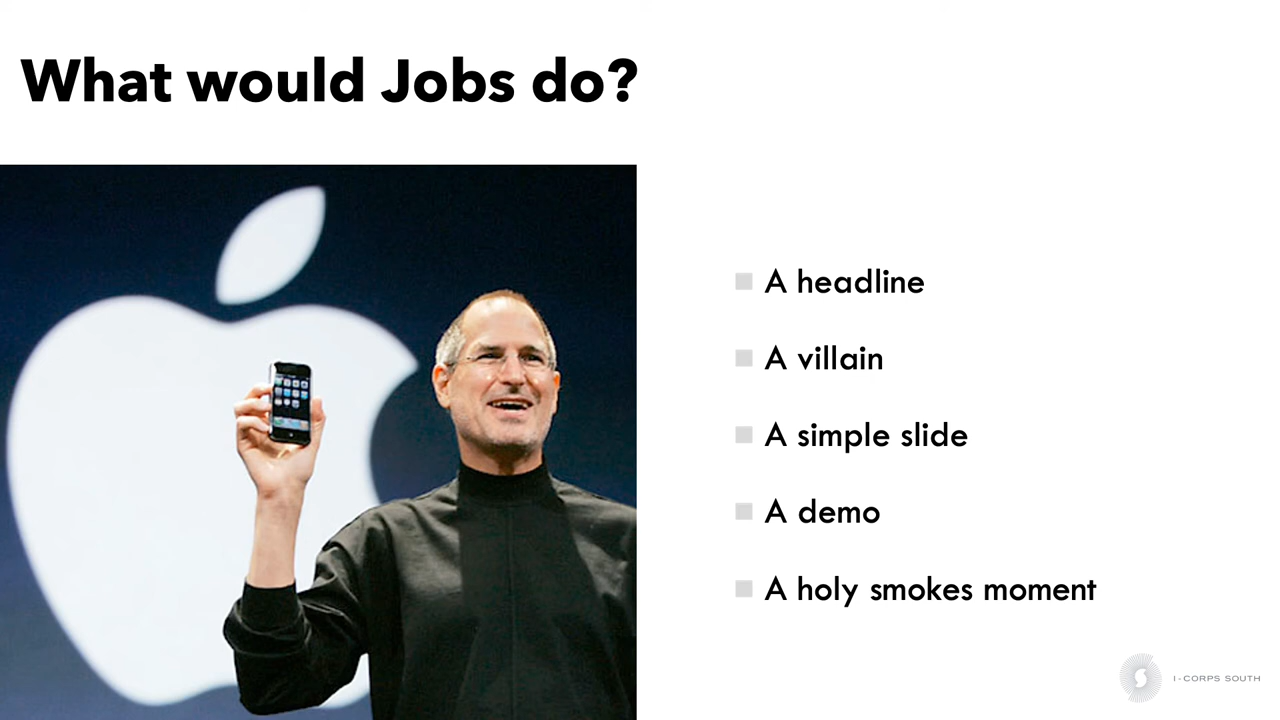 What would Jobs do?
A headline
A villain
A simple slide
A demo
A holy smokes moment
I-CORPS SOUTH